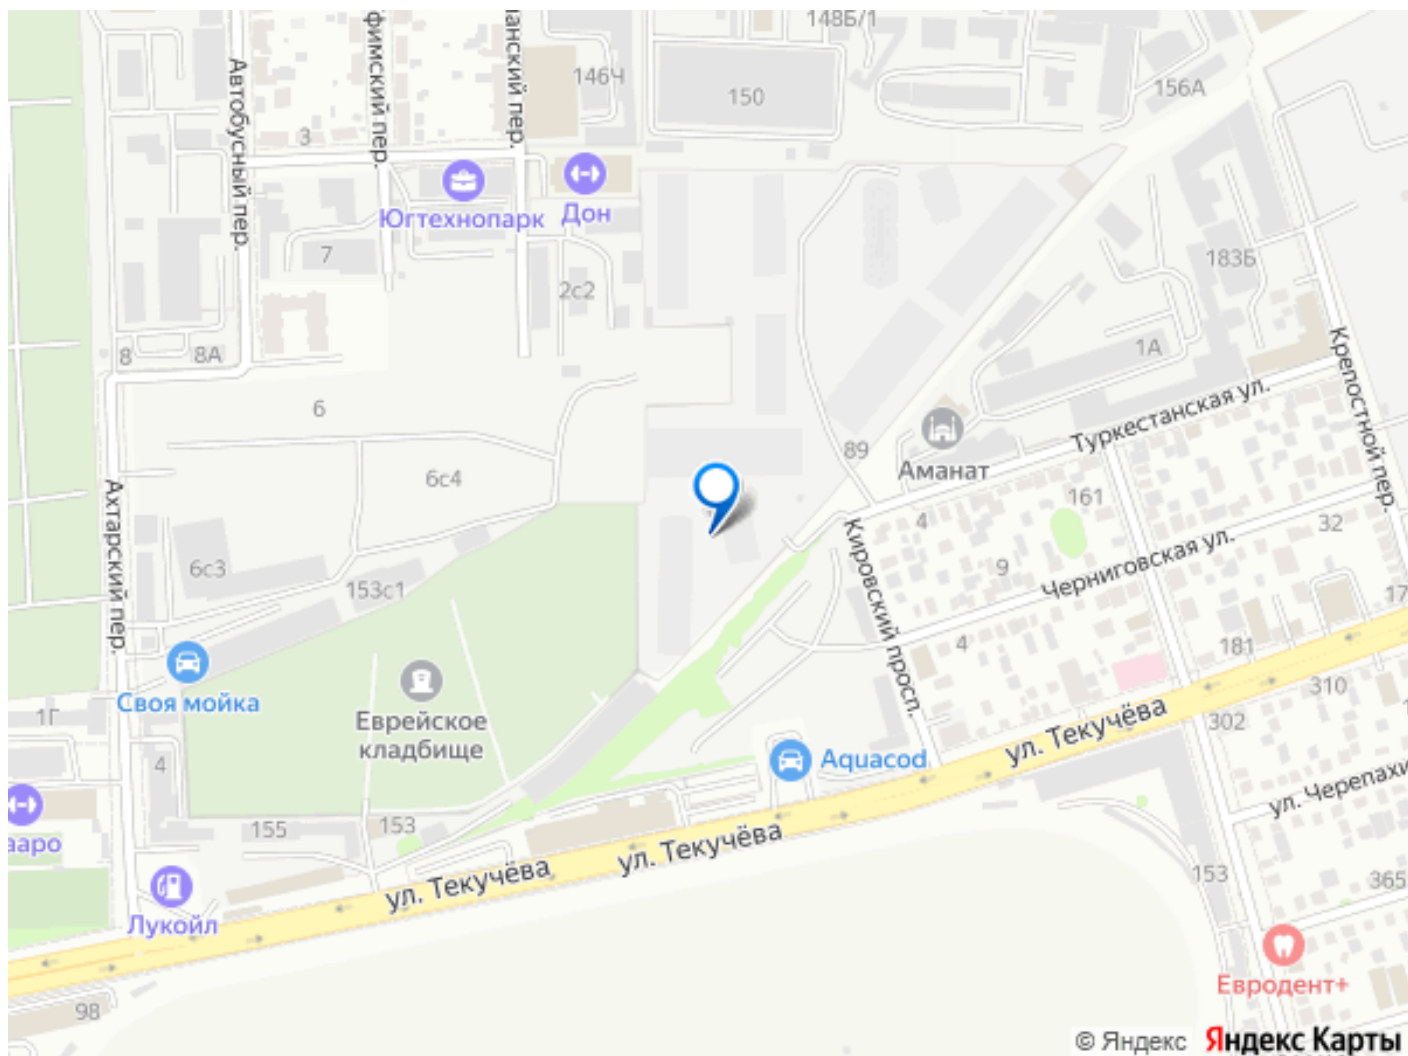 148Б/1
146Ч
150
156А
Автобусный пер.
фимский пер.
анский пер.
3
Югтехнопарк
Дон
7
2с2
183Б
8
8А
1А
Крепостной пер.
6
Туркестанская ул.
89
Аманат
6с4
161
Ахтарский пер.
4
32
Кировский просп.
Черниговская ул.
6с3
153с1
9
17
4
181
Своя мойка
310
1Г
Еврейское
кладбище
302
ул. Текучёва
4
Aquacod
ул. Черепахи
ааро
155
153
ул. Текучёва
ул. Текучёва
153
365
Лукойл
Евродент+
98
© Яндекс Яндекс Карты